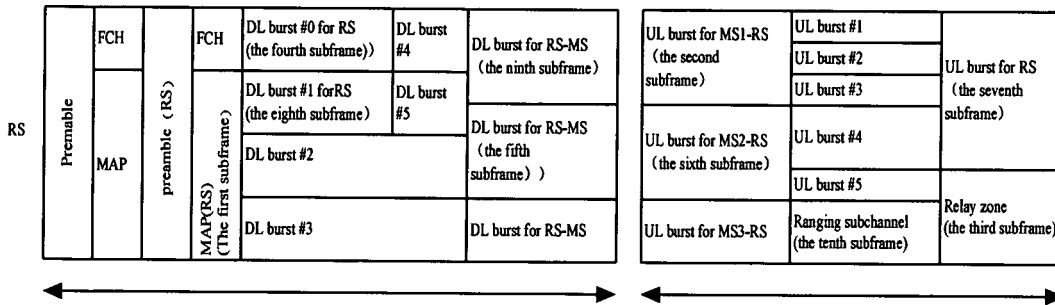 RS
Premable
FCH
MAP
preamble (RS)
FCH
MAP(RS)
(The first subframe)
DL burst #0 for RS
(the fourth subframe))
DL burst
#4
DL burst #1 forRS
(the eighth subframe)
DL burst
#5
DL burst #2
DL burst #3
DL burst for RS-MS
(the ninth subframe)
DL burst for RS-MS
(the fifth
subframe))
DL burst for RS-MS
UL burst for MS1-RS
(the second
subframe)
UL burst for MS2-RS
(the sixth subframe)
UL burst for MS3-RS
UL burst #1
UL burst #2
UL burst #3
UL burst #4
UL burst #5
Ranging subchannel
(the tenth subframe)
UL burst for RS
(the seventh
subframe)
Relay zone
(the third subframe)